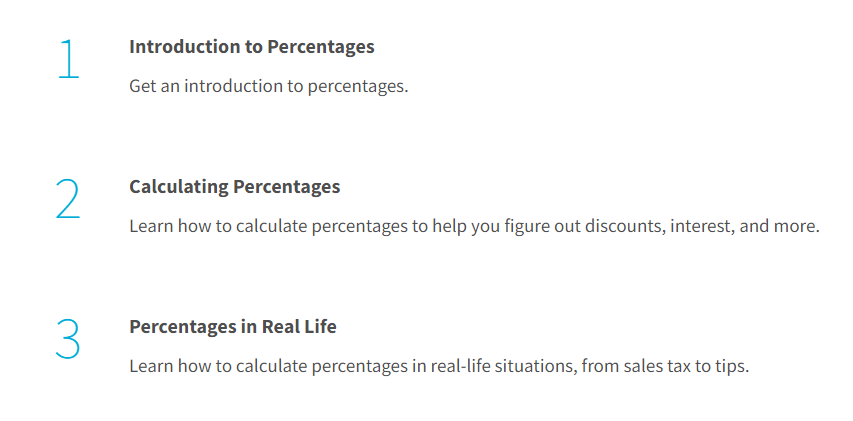 1
Introduction to Percentages
Get an introduction to percentages.
2
Calculating Percentages
Learn how to calculate percentages to help you figure out discounts, interest, and more.
3
Percentages in Real Life
Learn how to calculate percentages in real-life situations, from sales tax to tips.